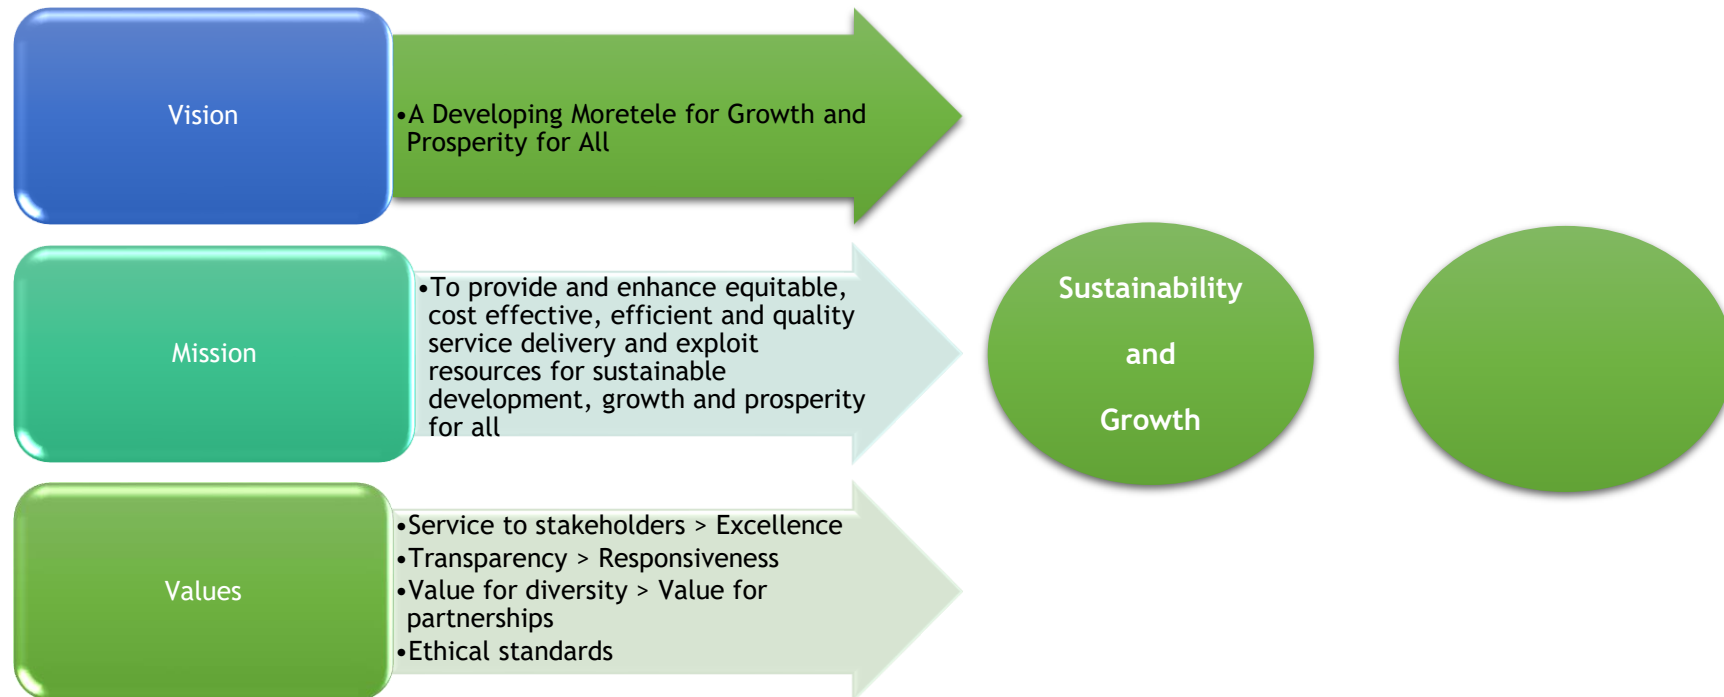 Vision
•A Developing Moretele for Growth and
Prosperity for All
Mission
•To provide and enhance equitable,
cost effective, efficient and quality
service delivery and exploit
resources for sustainable
development, growth and prosperity
for all
Values
•Service to stakeholders > Excellence
•Transparency > Responsiveness
•Value for diversity > Value for
partnerships
•Ethical standards
Sustainability
and
Growth